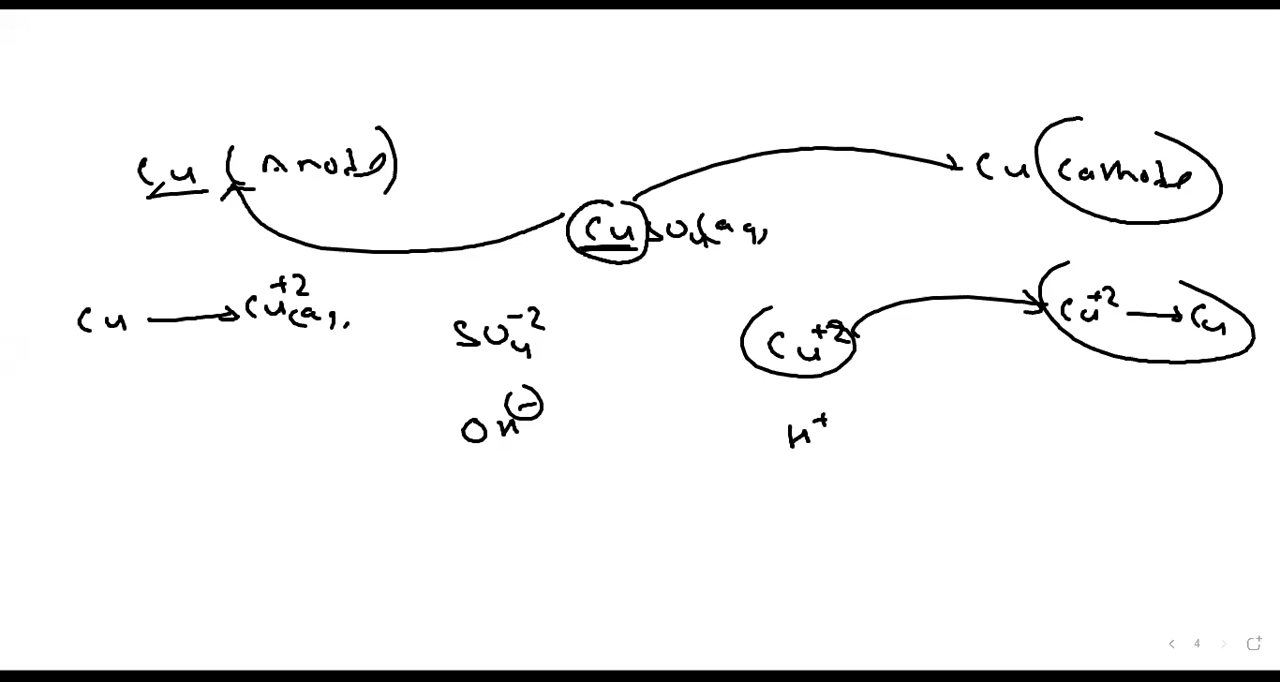 Cu (Anode)
Cu (Cathode
CuSO4(aq)
Cu → Cu+2(aq)
SO4-2
Cu+2
Cu+2 → Cu
OH(-)
H+
4